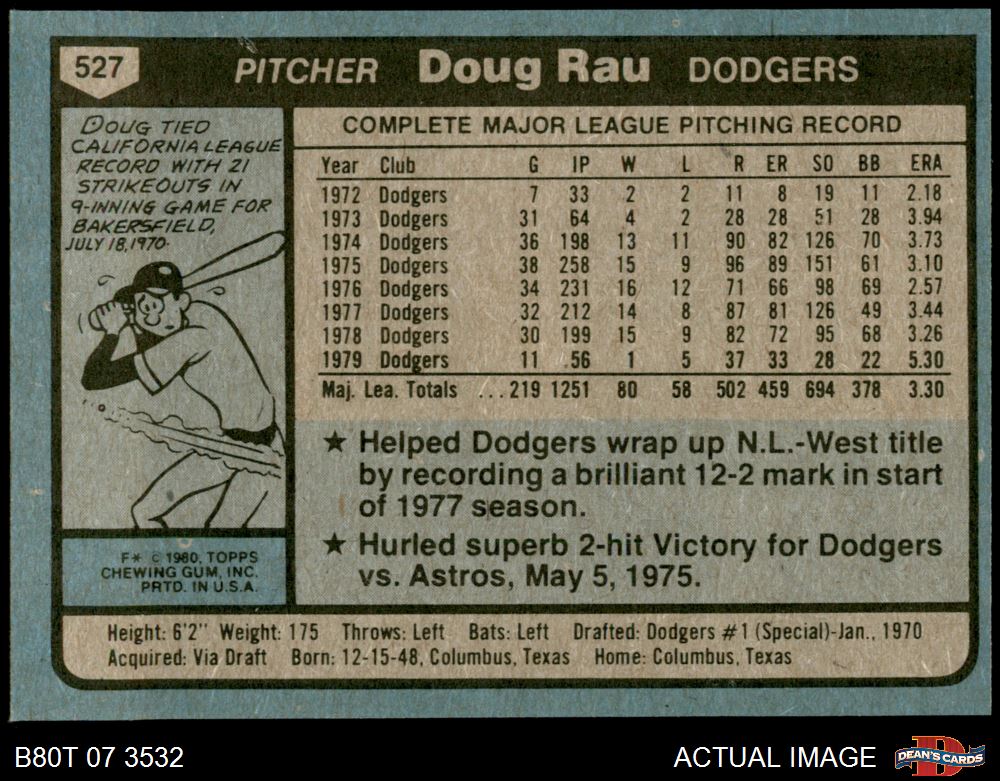 527 PITCHER Doug Rau DODGERS
DOUG TIED
CALIFORNIA LEAGUE
RECORD WITH 21
STRIKEOUTS IN
9-INNING GAME FOR
BAKERSFIELD,
JULY 18, 1970.
COMPLETE MAJOR LEAGUE PITCHING RECORD
Year Club G IP W L R ER SO BB ERA
1972 Dodgers 7 33 2 2 11 8 19 11 2.18
1973 Dodgers 31 64 4 2 28 28 51 28 3.94
1974 Dodgers 36 198 13 11 90 82 126 70 3.73
1975 Dodgers 38 258 15 9 96 89 151 61 3.10
1976 Dodgers 34 231 16 12 71 66 98 69 2.57
1977 Dodgers 32 212 14 8 87 81 126 49 3.44
1978 Dodgers 30 199 15 9 82 72 95 68 3.26
1979 Dodgers 11 56 1 5 37 33 28 22 5.30
Maj. Lea. Totals ...219 1251 80 58 502 459 694 378 3.30
★ Helped Dodgers wrap up N.L.-West title
by recording a brilliant 12-2 mark in start
of 1977 season.
★ Hurled superb 2-hit Victory for Dodgers
vs. Astros, May 5, 1975.
F* © 1980, TOPPS
CHEWING GUM, INC.
PRTD. IN U.S.A.
Height: 6'2" Weight: 175 Throws: Left Bats: Left Drafted: Dodgers #1 (Special)-Jan., 1970
Acquired: Via Draft Born: 12-15-48, Columbus, Texas Home: Columbus, Texas
B80T 07 3532
ACTUAL IMAGE
D
DEAN'S CARDS